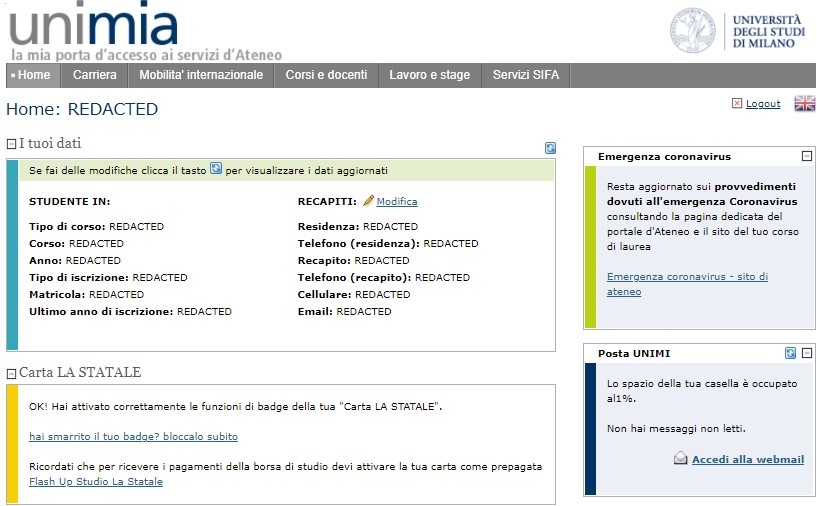 unimia
la mia porta d'accesso ai servizi d'Ateneo
UNIVERSITÀ
DEGLI STUDI
DI MILANO
Home Carriera Mobilita' internazionale Corsi e docenti Lavoro e stage Servizi SIFA
Home: REDACTED
Logout
I tuoi dati
Se fai delle modifiche clicca il tasto per visualizzare i dati aggiornati
STUDENTE IN:
Tipo di corso: REDACTED
Corso: REDACTED
Anno: REDACTED
Tipo di iscrizione: REDACTED
Matricola: REDACTED
Ultimo anno di iscrizione: REDACTED
RECAPITI: Modifica
Residenza: REDACTED
Telefono (residenza): REDACTED
Recapito: REDACTED
Telefono (recapito): REDACTED
Cellulare: REDACTED
Email: REDACTED
Carta LA STATALE
OK! Hai attivato correttamente le funzioni di badge della tua "Carta LA STATALE".
hai smarrito il tuo badge? bloccalo subito
Ricordati che per ricevere i pagamenti della borsa di studio devi attivare la tua carta come prepagata
Flash Up Studio La Statale
Emergenza coronavirus
Resta aggiornato sui provvedimenti
dovuti all'emergenza Coronavirus
consultando la pagina dedicata del
portale d'Ateneo e il sito del tuo corso
di laurea
Emergenza coronavirus - sito di
ateneo
Posta UNIMI
Lo spazio della tua casella è occupato
al1%.
Non hai messaggi non letti.
Accedi alla webmail